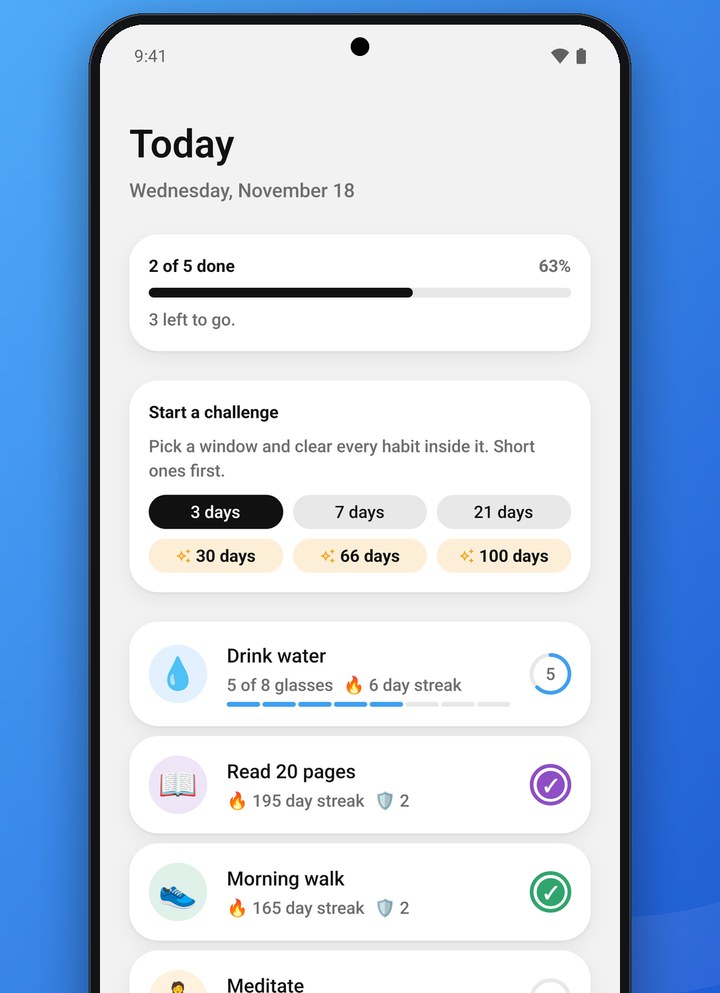 9:41
Today
Wednesday, November 18
2 of 5 done 63%
3 left to go.
Start a challenge
Pick a window and clear every habit inside it. Short
ones first.
3 days 7 days 21 days
30 days 66 days 100 days
Drink water
5 of 8 glasses 🔥 6 day streak
5
Read 20 pages
🔥 195 day streak 🛡️ 2
Morning walk
🔥 165 day streak 🛡️ 2
Meditate